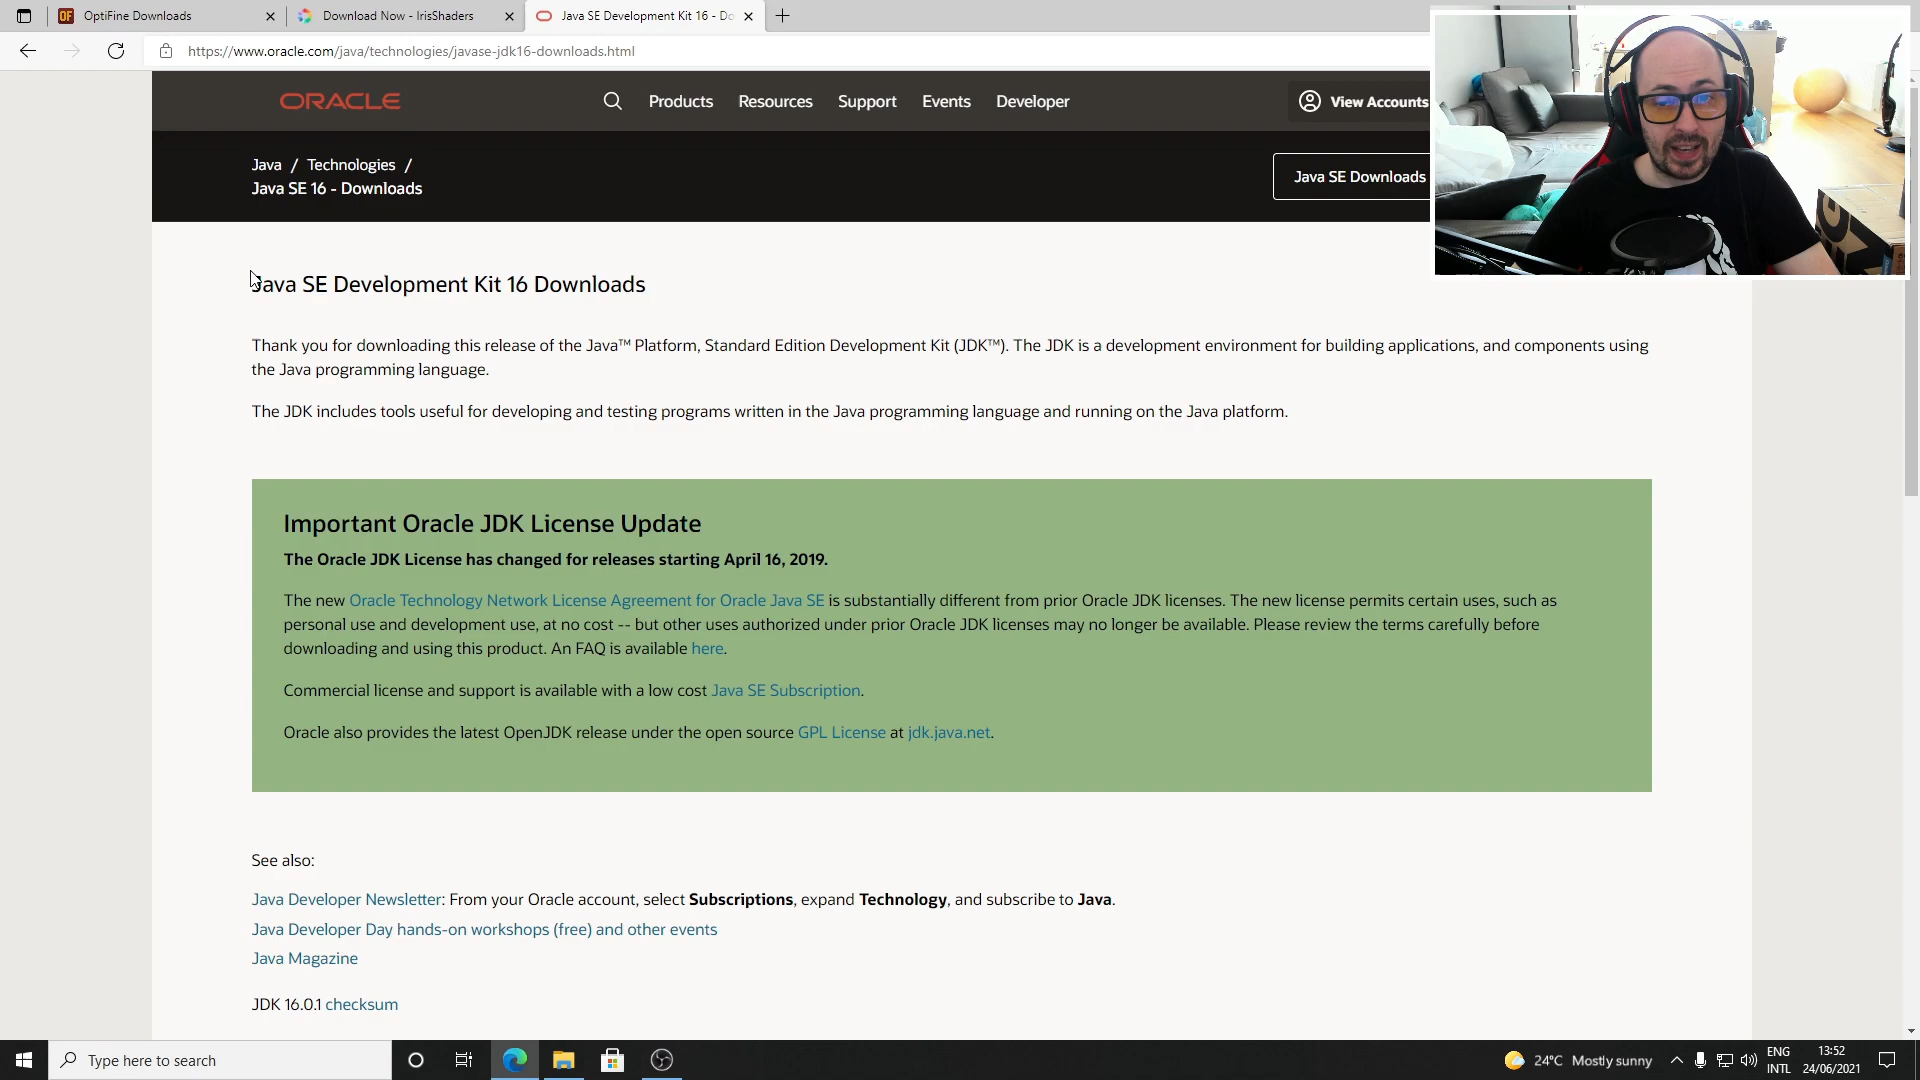 OptiFine Downloads
Download Now - IrisShaders
Java SE Development Kit 16 - Do
https://www.oracle.com/java/technologies/javase-jdk16-downloads.html
ORACLE
Products
Resources
Support
Events
Developer
View Accounts
Java / Technologies /
Java SE 16 - Downloads
Java SE Downloads
Java SE Development Kit 16 Downloads
Thank you for downloading this release of the Java™ Platform, Standard Edition Development Kit (JDK™). The JDK is a development environment for building applications, and components using
the Java programming language.
The JDK includes tools useful for developing and testing programs written in the Java programming language and running on the Java platform.
Important Oracle JDK License Update
The Oracle JDK License has changed for releases starting April 16, 2019.
The new Oracle Technology Network License Agreement for Oracle Java SE is substantially different from prior Oracle JDK licenses. The new license permits certain uses, such as
personal use and development use, at no cost -- but other uses authorized under prior Oracle JDK licenses may no longer be available. Please review the terms carefully before
downloading and using this product. An FAQ is available here.
Commercial license and support is available with a low cost Java SE Subscription.
Oracle also provides the latest OpenJDK release under the open source GPL License at jdk.java.net.
See also:
Java Developer Newsletter: From your Oracle account, select Subscriptions, expand Technology, and subscribe to Java.
Java Developer Day hands-on workshops (free) and other events
Java Magazine
JDK 16.0.1 checksum
Type here to search
24°C Mostly sunny
ENG
INTL
13:52
24/06/2021